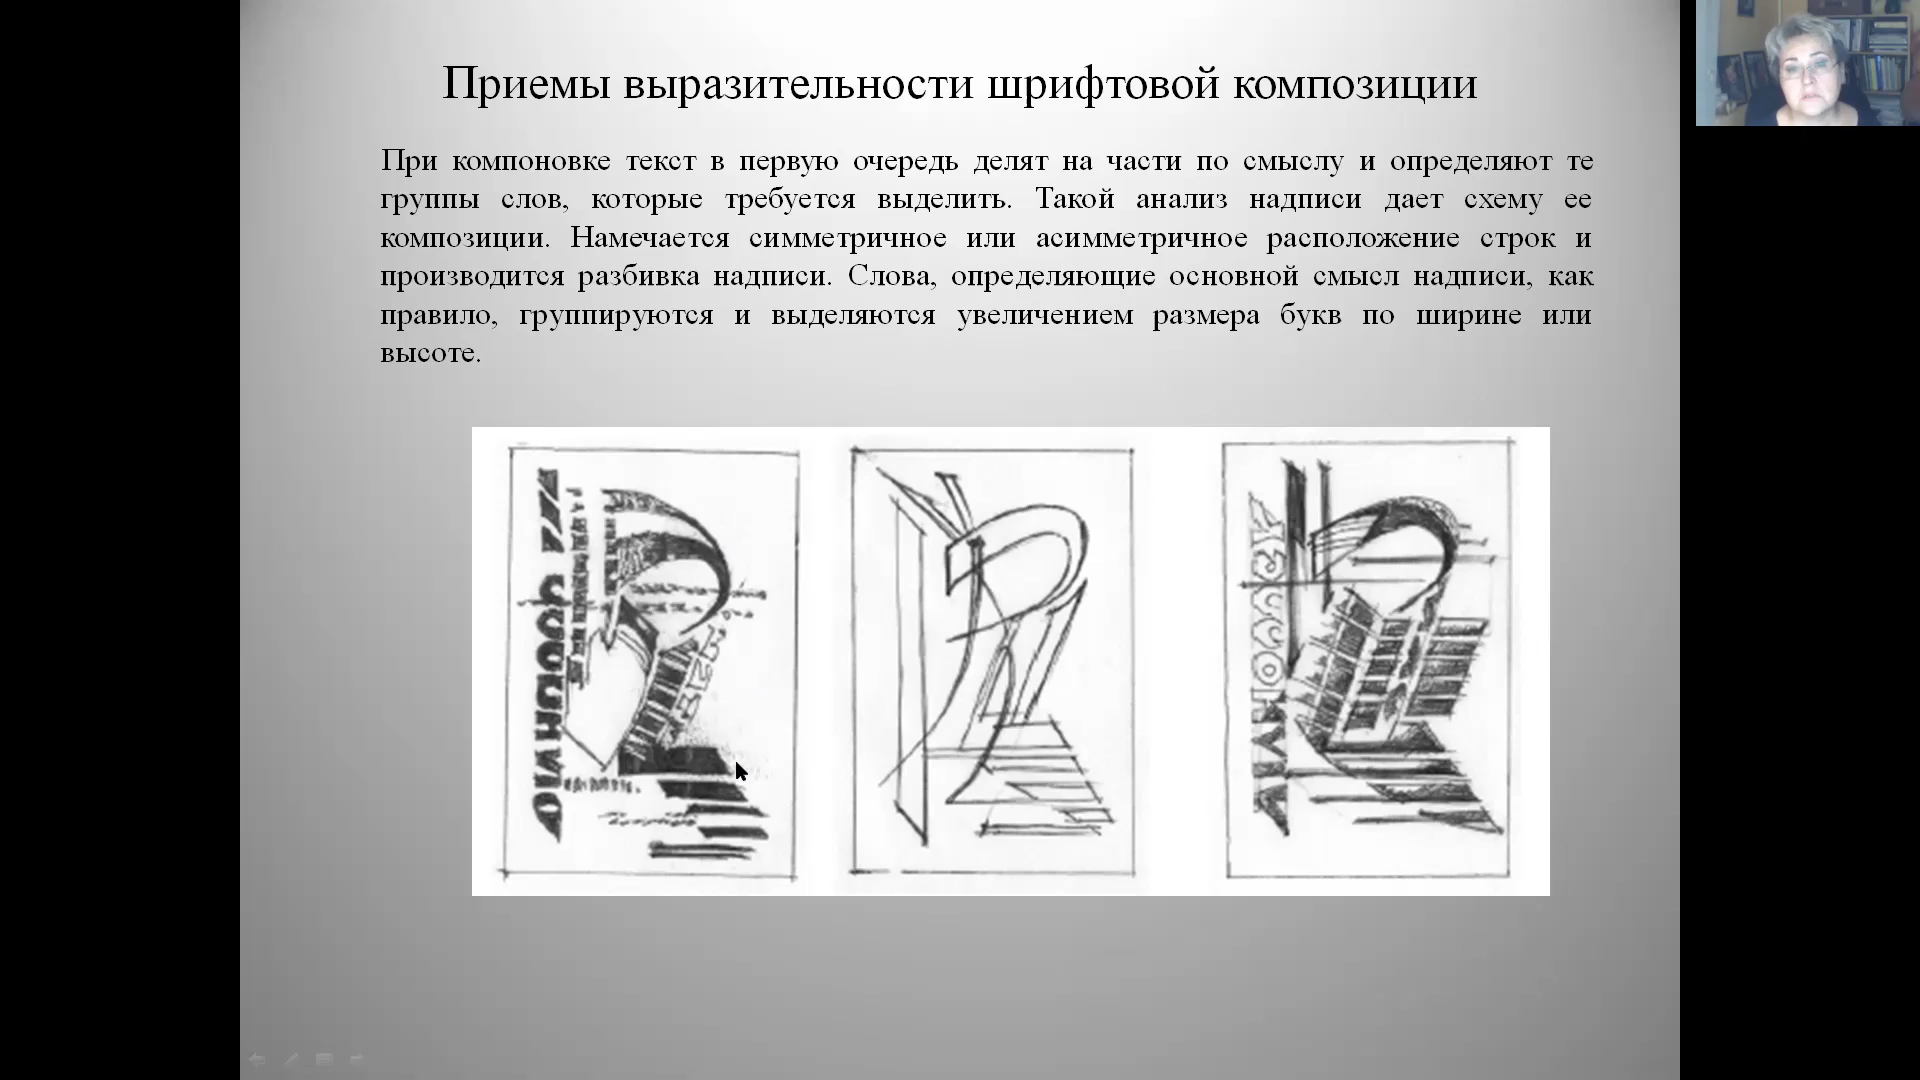 Приемы выразительности шрифтовой композиции
При компоновке текст в первую очередь делят на части по смыслу и определяют те
группы слов, которые требуется выделить. Такой анализ надписи дает схему ее
композиции. Намечается симметричное или асимметричное расположение строк и
производится разбивка надписи. Слова, определяющие основной смысл надписи, как
правило, группируются и выделяются увеличением размера букв по ширине или
высоте.